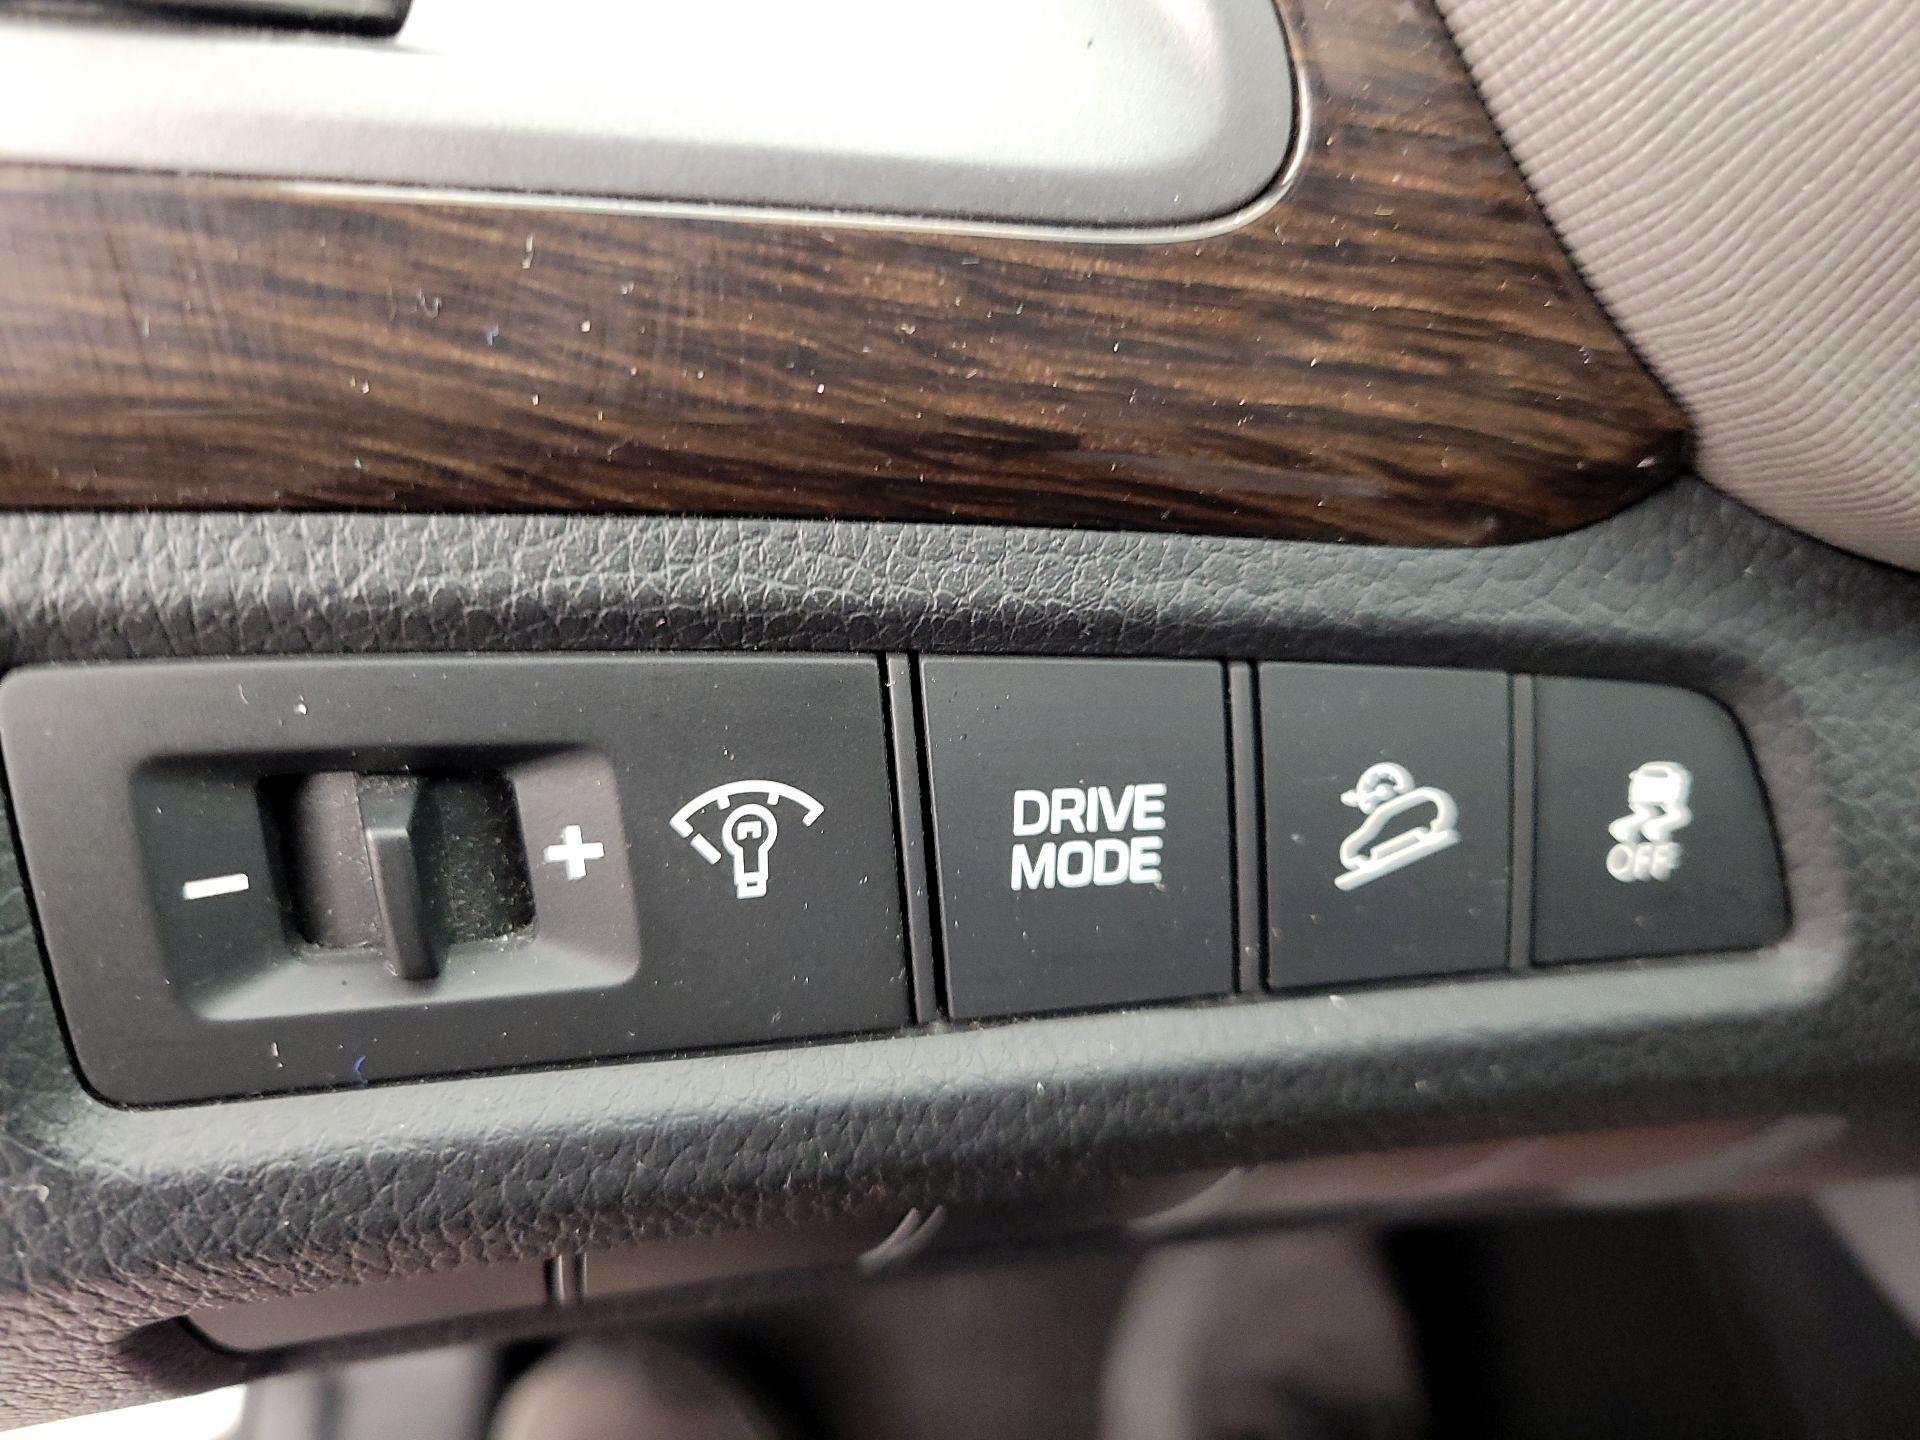 - +
DRIVE
MODE
OFF